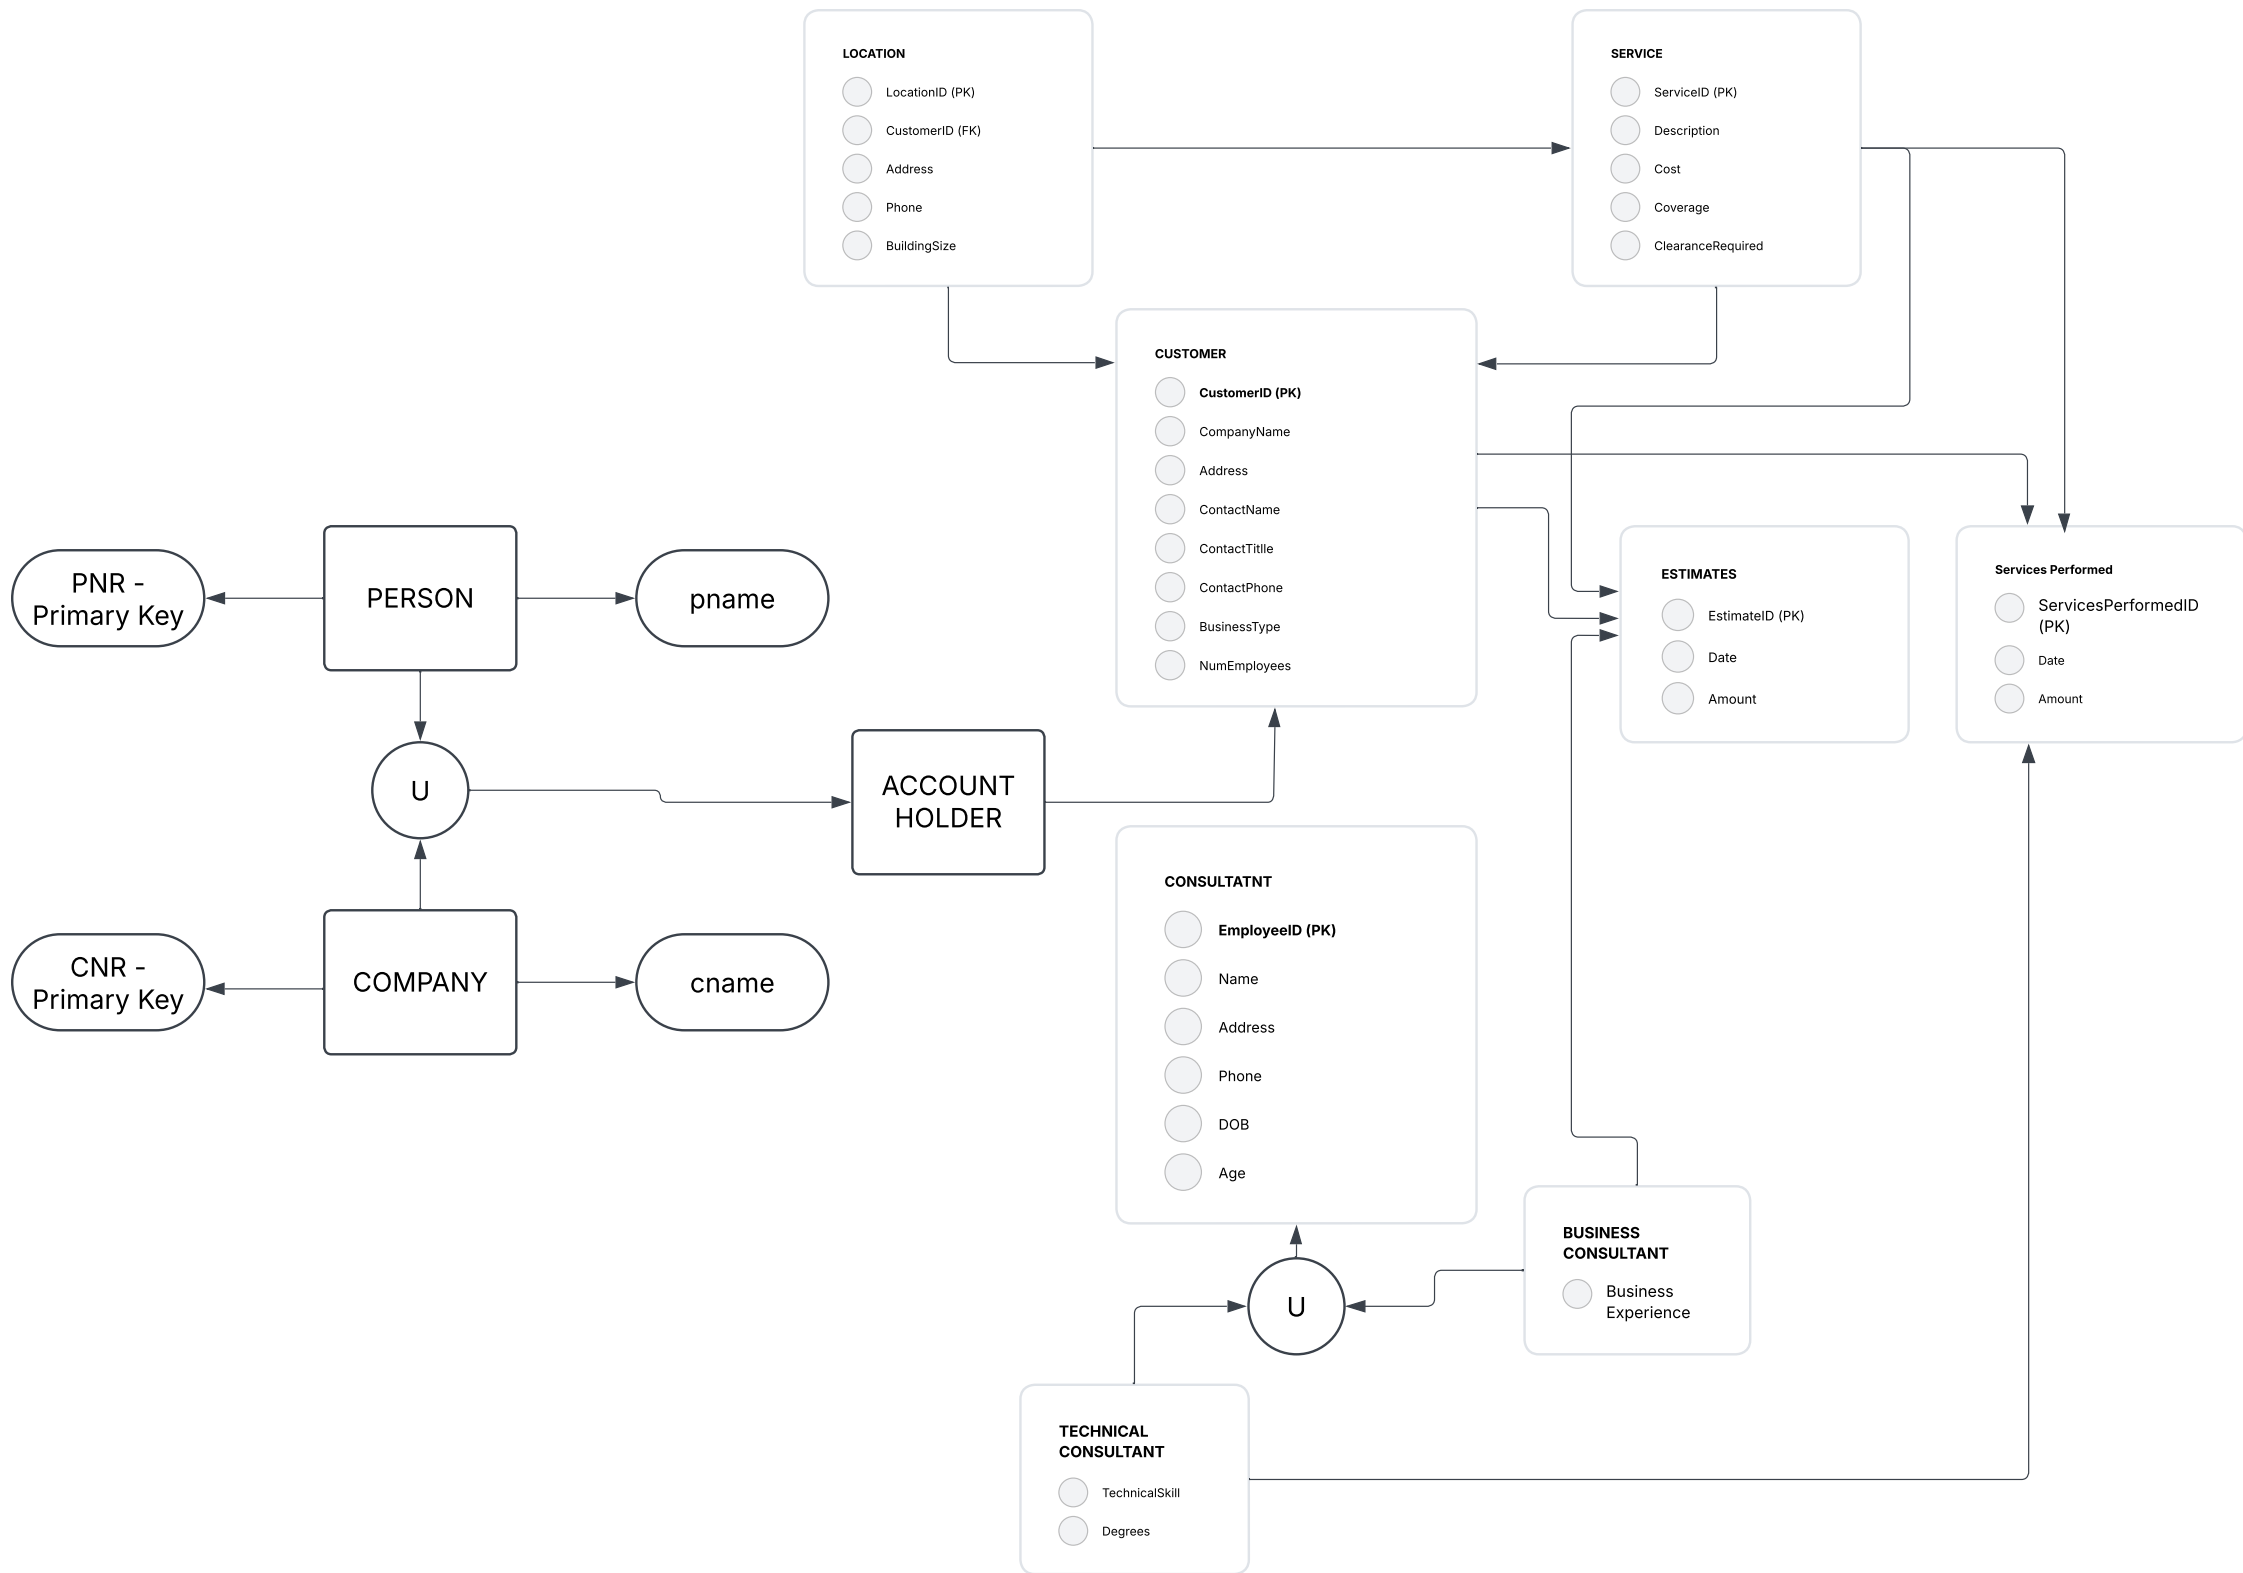 LOCATION
LocationID (PK)
CustomerID (FK)
Address
Phone
BuildingSize
SERVICE
ServiceID (PK)
Description
Cost
Coverage
ClearanceRequired
CUSTOMER
CustomerID (PK)
CompanyName
Address
ContactName
ContactTitlle
ContactPhone
BusinessType
NumEmployees
PNR -
Primary Key
PERSON
pname
ESTIMATES
EstimateID (PK)
Date
Amount
Services Performed
ServicesPerformedID
(PK)
Date
Amount
U
ACCOUNT
HOLDER
CNR -
Primary Key
COMPANY
cname
CONSULTATNT
EmployeeID (PK)
Name
Address
Phone
DOB
Age
BUSINESS
CONSULTANT
Business
Experience
U
TECHNICAL
CONSULTANT
TechnicalSkill
Degrees